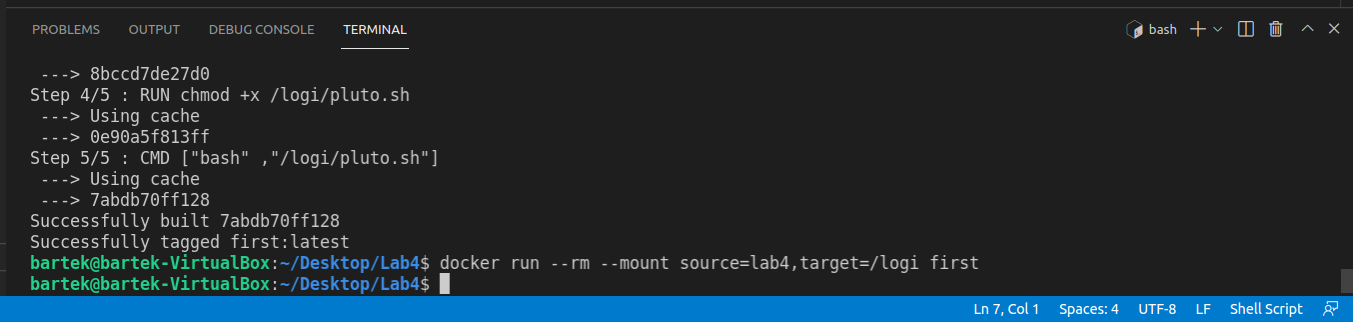 PROBLEMS OUTPUT DEBUG CONSOLE TERMINAL bash
---> 8bccd7de27d0
Step 4/5 : RUN chmod +x /logi/pluto.sh
---> Using cache
---> 0e90a5f813ff
Step 5/5 : CMD ["bash" ,"/logi/pluto.sh"]
---> Using cache
---> 7abdb70ff128
Successfully built 7abdb70ff128
Successfully tagged first:latest
bartek@bartek-VirtualBox:~/Desktop/Lab4$ docker run --rm --mount source=lab4,target=/logi first
bartek@bartek-VirtualBox:~/Desktop/Lab4$
Ln 7, Col 1 Spaces: 4 UTF-8 LF Shell Script